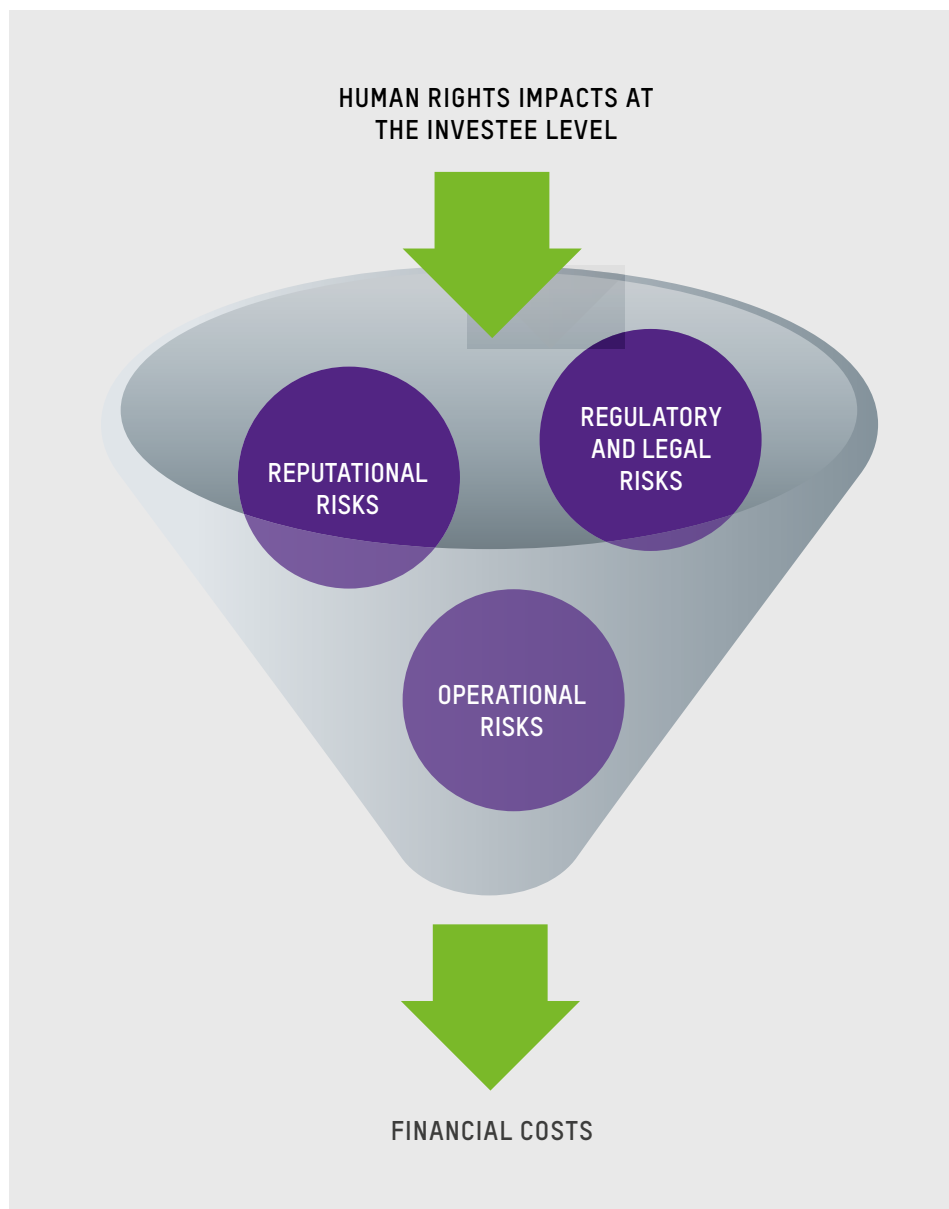 HUMAN RIGHTS IMPACTS AT
THE INVESTEE LEVEL
REPUTATIONAL
RISKS
REGULATORY
AND LEGAL
RISKS
OPERATIONAL
RISKS
FINANCIAL COSTS